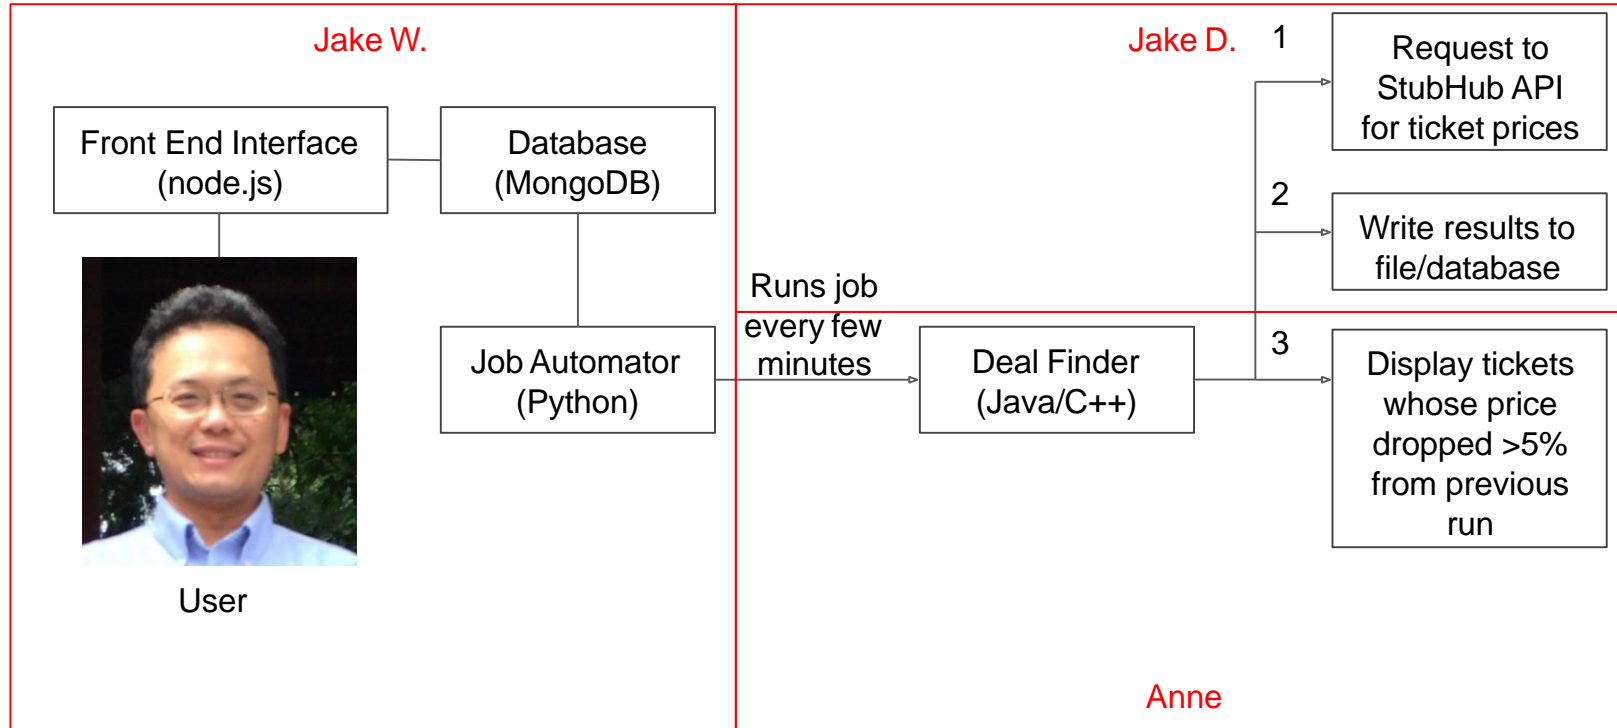 Jake W.
Front End Interface
(node.js)
Database
(MongoDB)
User
Job Automator
(Python)
Runs job
every few
minutes
Jake D.
1
Request to
StubHub API
for ticket prices
2
Write results to
file/database
Deal Finder
(Java/C++)
3
Display tickets
whose price
dropped >5%
from previous
run
Anne